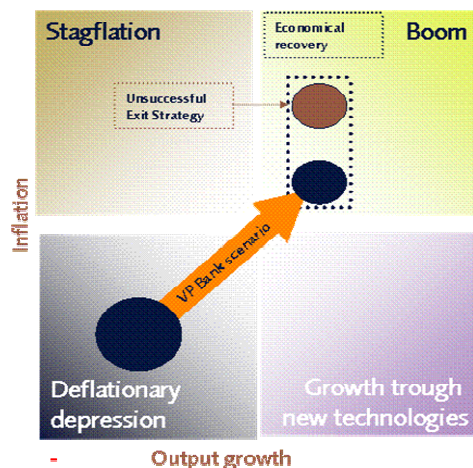 Stagflation
Economical
recovery
Boom
Unsuccessful
Exit Strategy
Inflation
VP Bank scenario
Deflationary
depression
Growth trough
new technologies
- Output growth